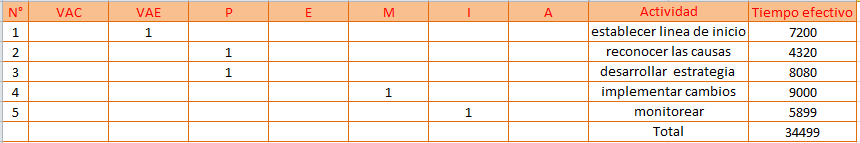 N° VAC VAE P E M I A Actividad Tiempo efectivo
1 1 establecer linea de inicio 7200
2 1 reconocer las causas 4320
3 1 desarrollar estrategia 8080
4 1 implementar cambios 9000
5 1 monitorear 5899
Total 34499